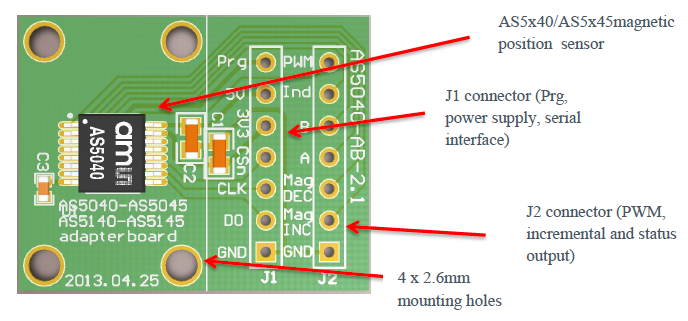 AS5x40/AS5x45magnetic
position sensor
J1 connector (Prg,
power supply, serial
interface)
J2 connector (PWM,
incremental and status
output)
4 x 2.6mm
mounting holes
Prg
5V
3V3
CSn
CLK
DO
GND
J1
PWM
Ind
B
A
Mag
DEC
Mag
INC
GND
J2
AS5040-AB-2.1
C1
C2
C3
am
AS5040
AS5040-AS5045
AS5140-AS5145
adapterboard
2013.04.25